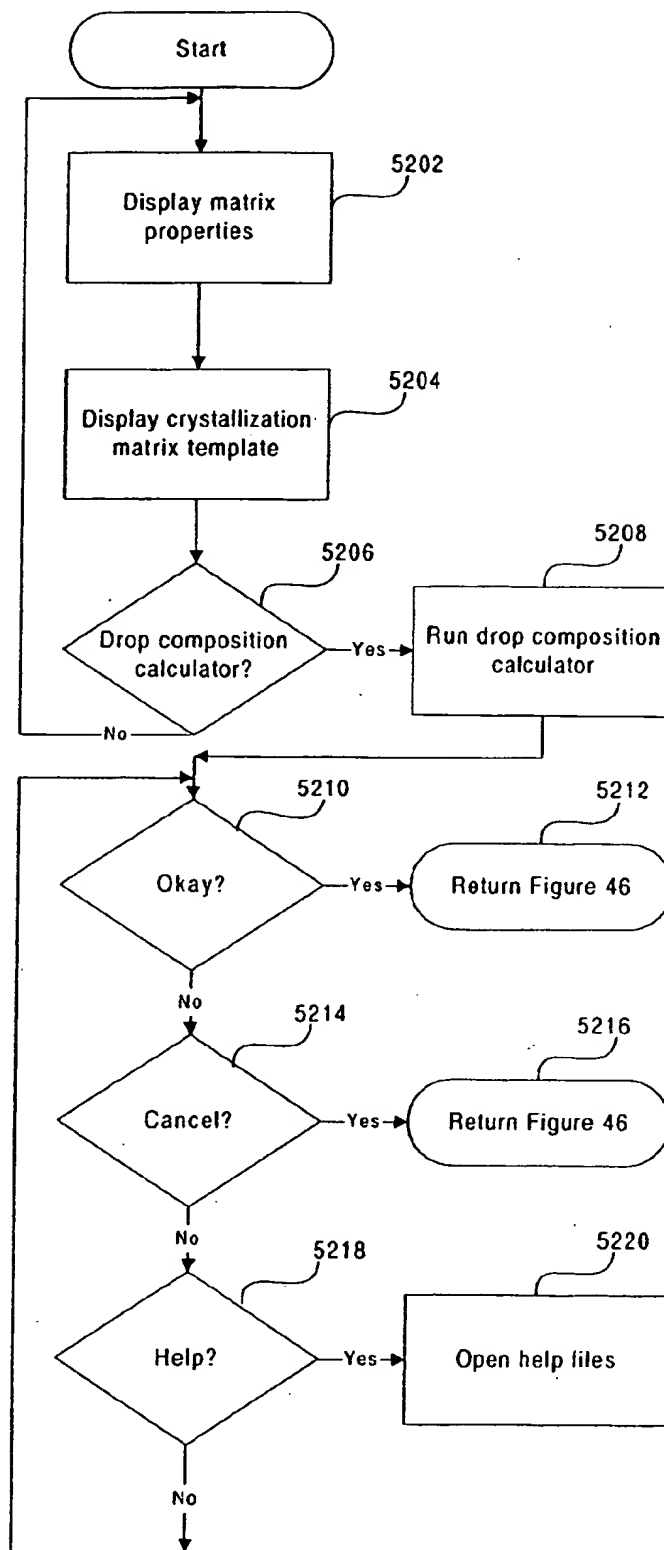 Start
5202
Display matrix
properties
5204
Display crystallization
matrix template
5206
Drop composition
calculator?
Yes
5208
Run drop composition
calculator
No
5210
Okay?
Yes
5212
Return Figure 46
No
5214
Cancel?
Yes
5216
Return Figure 46
No
5218
Help?
Yes
5220
Open help files
No